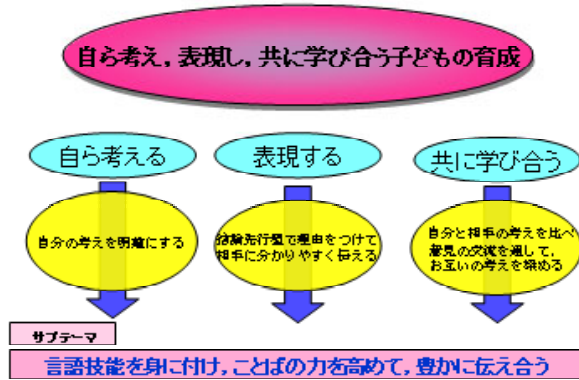 自ら考え，表現し，共に学び合う子どもの育成
自ら考える
表現する
共に学び合う
自分の考えを明確にする
結論先行型で理由をつけて
相手に分かりやすく伝える
自分と相手の考えを比べ
意見の交流を通して，
お互いの考えを深める
サブテーマ
言語技能を身に付け，ことばの力を高めて，豊かに伝え合う